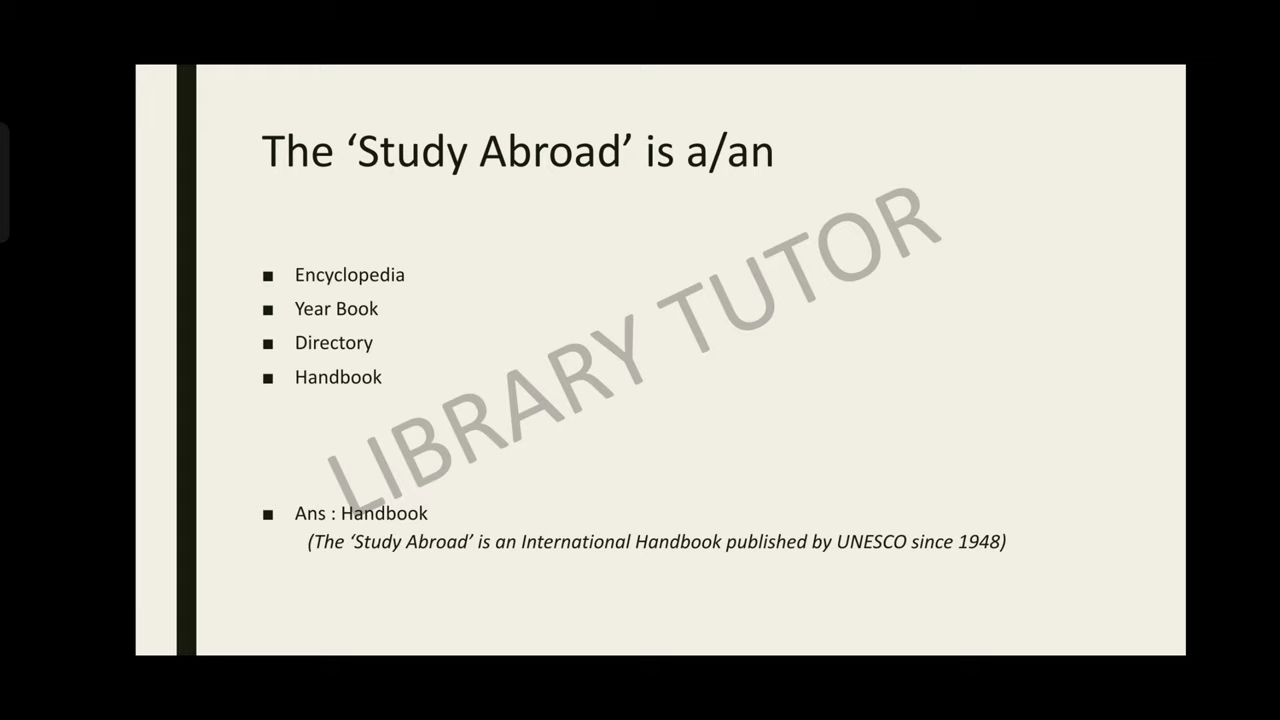 The ‘Study Abroad’ is a/an
LIBRARY TUTOR
■ Encyclopedia
■ Year Book
■ Directory
■ Handbook
■ Ans : Handbook
(The ‘Study Abroad’ is an International Handbook published by UNESCO since 1948)